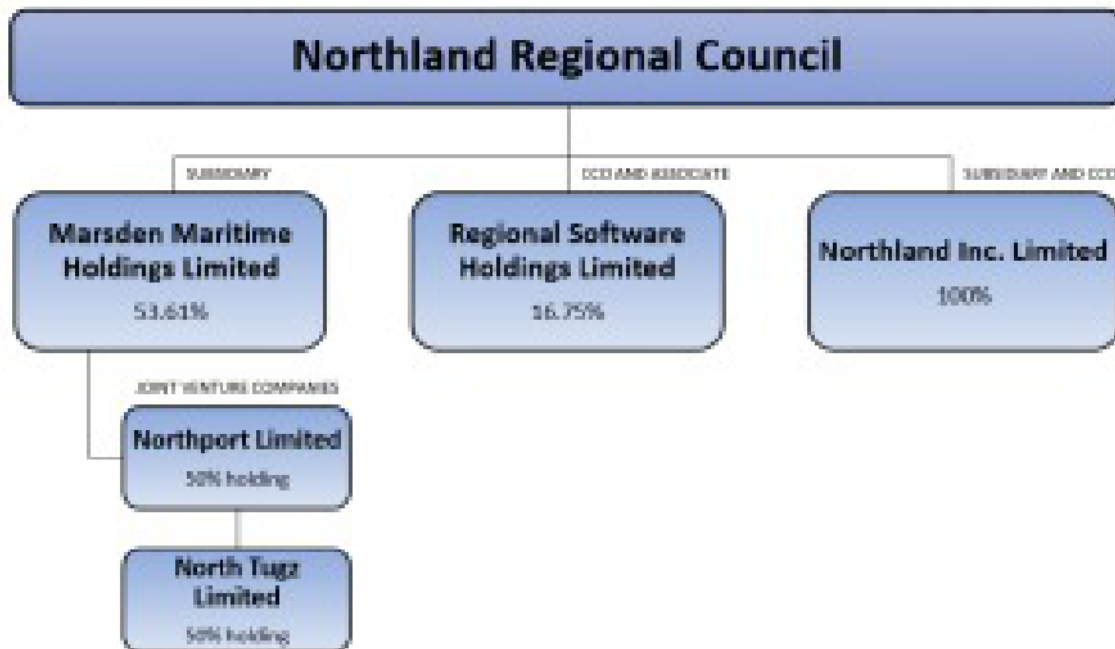 Northland Regional Council
SUBSIDIARY
CCO AND ASSOCIATE
SUBSIDIARY AND CCO
Marsden Maritime
Holdings Limited
53.61%
Regional Software
Holdings Limited
16.75%
Northland Inc. Limited
100%
JOINT VENTURE COMPANIES
Northport Limited
50% holding
North Tugz
Limited
50% holding